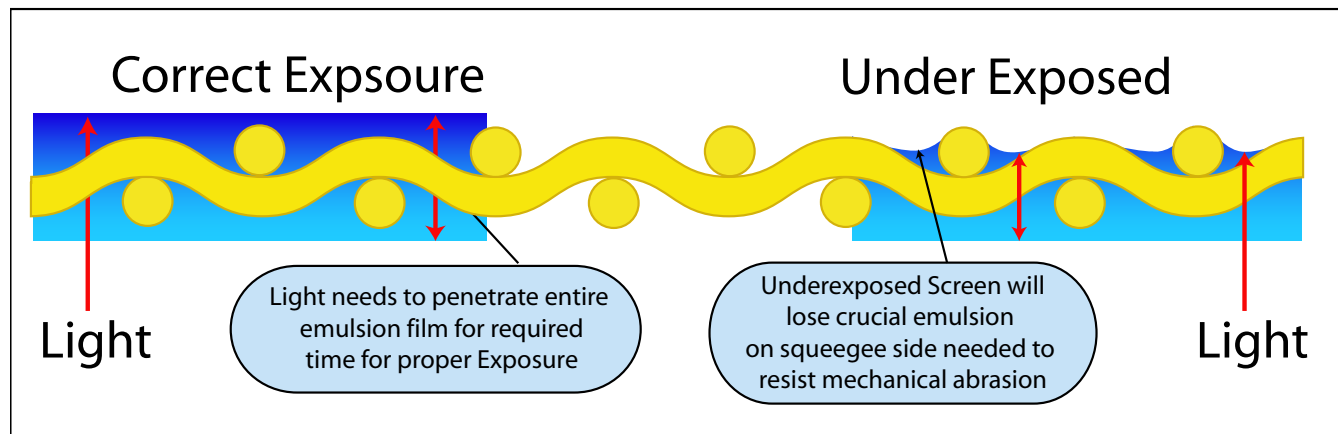 Correct Expsoure
Under Exposed
Light needs to penetrate entire
emulsion film for required
time for proper Exposure
Underexposed Screen will
lose crucial emulsion
on squeegee side needed to
resist mechanical abrasion
Light
Light